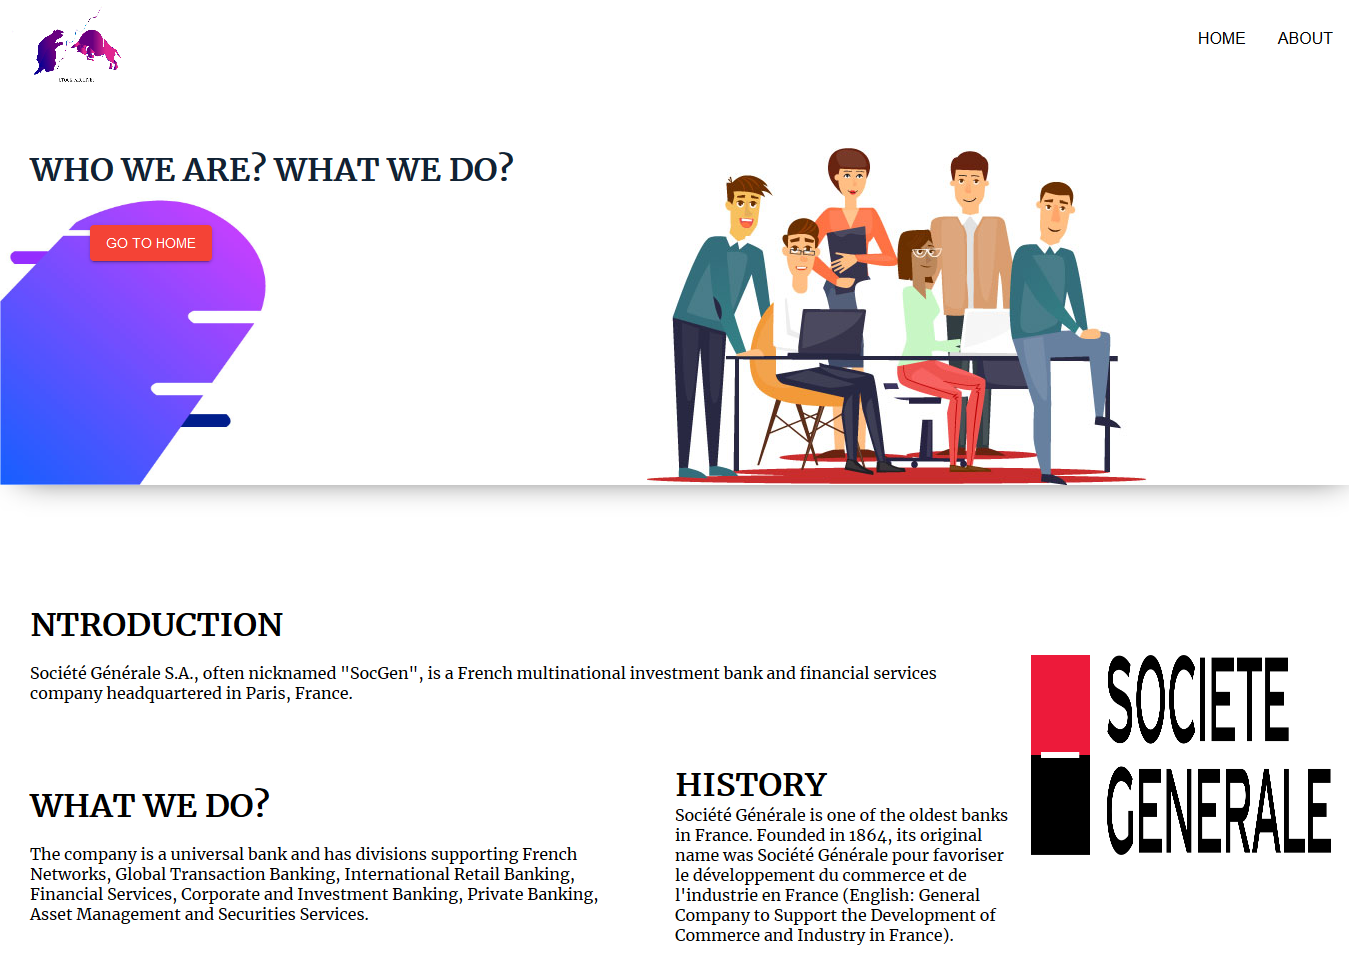 HOME ABOUT
WHO WE ARE? WHAT WE DO?
GO TO HOME
NTRODUCTION
Société Générale S.A., often nicknamed "SocGen", is a French multinational investment bank and financial services
company headquartered in Paris, France.
SOCIETE
GENERALE
WHAT WE DO?
The company is a universal bank and has divisions supporting French
Networks, Global Transaction Banking, International Retail Banking,
Financial Services, Corporate and Investment Banking, Private Banking,
Asset Management and Securities Services.
HISTORY
Société Générale is one of the oldest banks
in France. Founded in 1864, its original
name was Société Générale pour favoriser
le développement du commerce et de
l'industrie en France (English: General
Company to Support the Development of
Commerce and Industry in France).